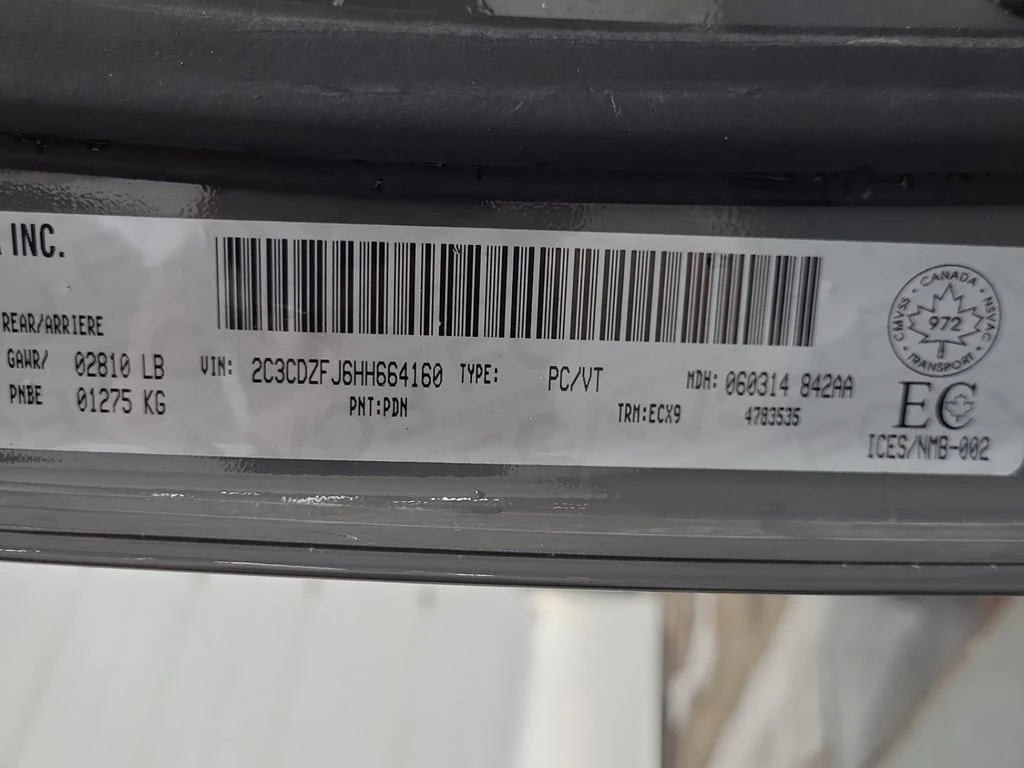 INC.
REAR/ARRIERE
GAWR/ 02810 LB
PNBE 01275 KG
VIN: 2C3CDZFJ6HH664160 TYPE: PC/VT MDH: 060314 842AA
PNT:PDN TRM:ECX9 4783535
CANADA
CMVSS 972 NSVAC
TRANSPORT
EC
ICES/NMB-002